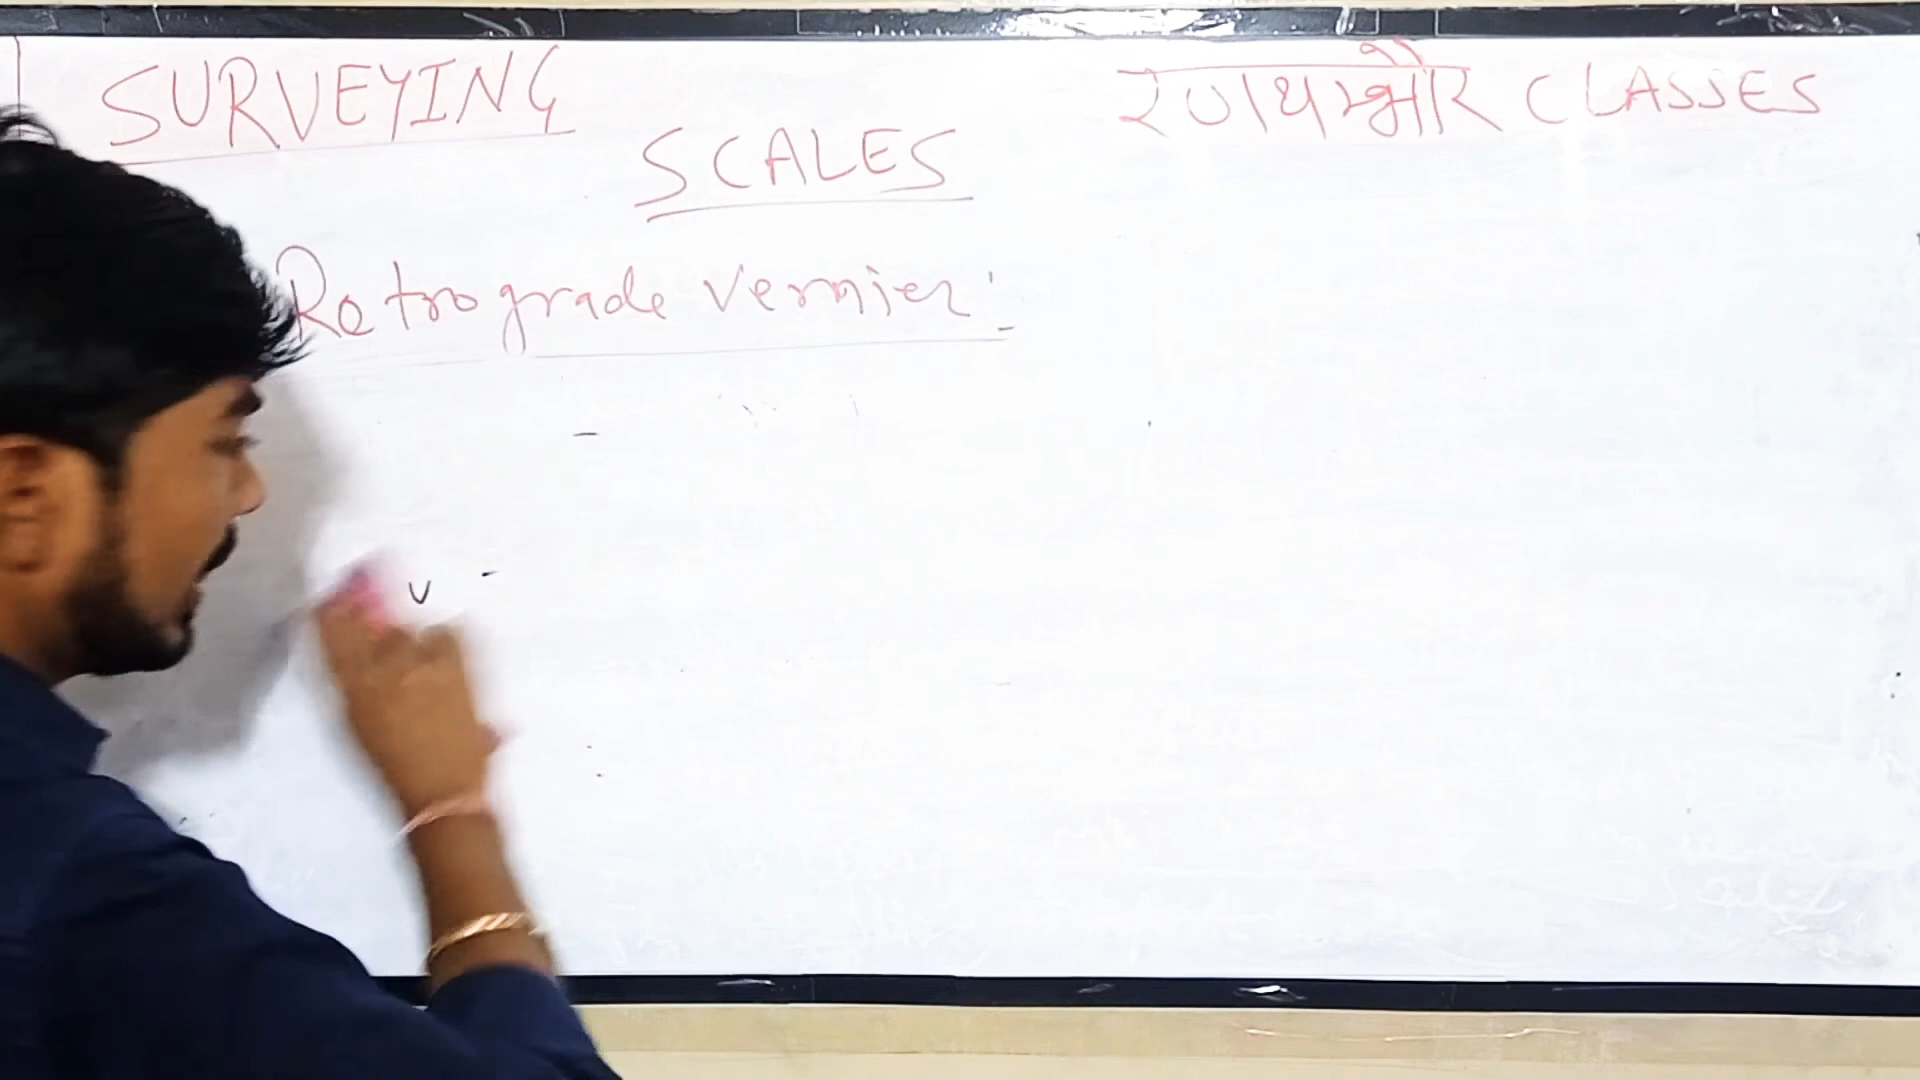 SURVEYING
रणथम्भौर CLASSES
SCALES
Retrograde Vernier:-
v